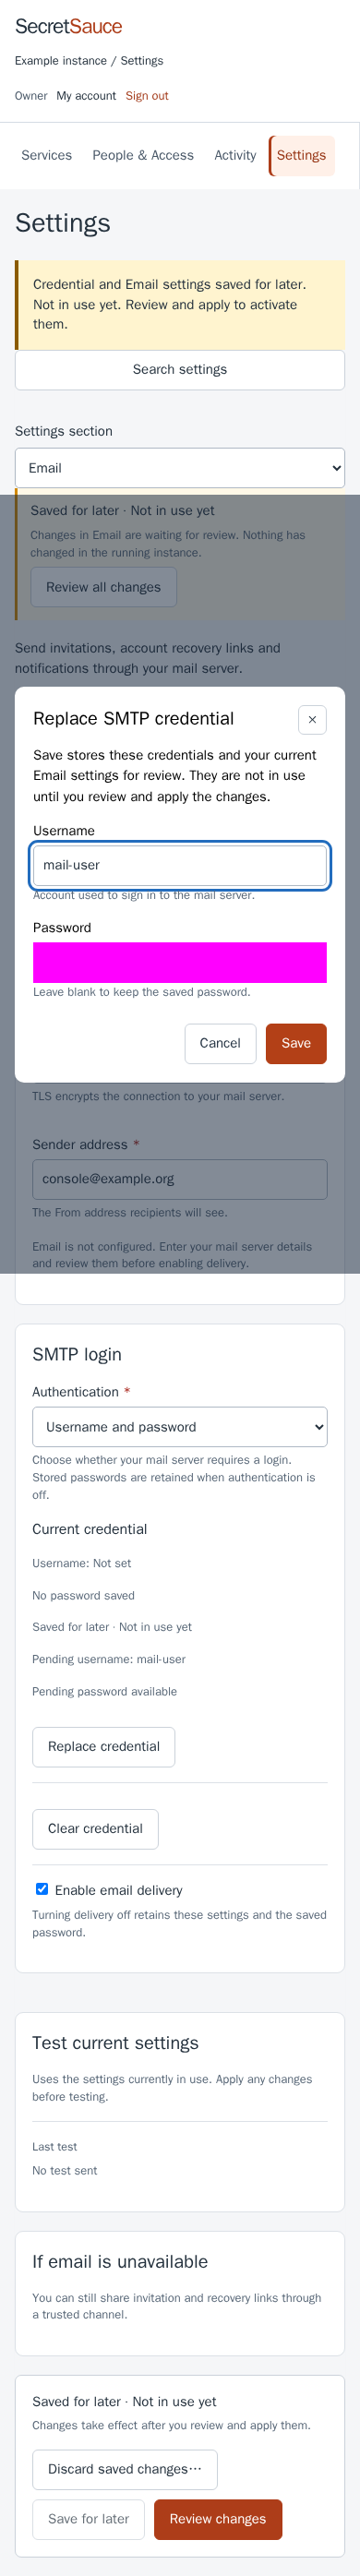 SecretSauce
Example instance / Settings
Owner My account Sign out
Services People & Access Activity Settings
Settings
Credential and Email settings saved for later.
Not in use yet. Review and apply to activate
them.
Search settings
Settings section
Email
Saved for later · Not in use yet
Changes in Email are waiting for review. Nothing has
changed in the running instance.
Review all changes
Send invitations, account recovery links and
notifications through your mail server.
Replace SMTP credential
×
Save stores these credentials and your current
Email settings for review. They are not in use
until you review and apply the changes.
Username
mail-user
Account used to sign in to the mail server.
Password
Leave blank to keep the saved password.
Cancel Save
TLS encrypts the connection to your mail server.
Sender address *
console@example.org
The From address recipients will see.
Email is not configured. Enter your mail server details
and review them before enabling delivery.
SMTP login
Authentication *
Username and password
Choose whether your mail server requires a login.
Stored passwords are retained when authentication is
off.
Current credential
Username: Not set
No password saved
Saved for later · Not in use yet
Pending username: mail-user
Pending password available
Replace credential
Clear credential
Enable email delivery
Turning delivery off retains these settings and the saved
password.
Test current settings
Uses the settings currently in use. Apply any changes
before testing.
Last test
No test sent
If email is unavailable
You can still share invitation and recovery links through
a trusted channel.
Saved for later · Not in use yet
Changes take effect after you review and apply them.
Discard saved changes…
Save for later Review changes